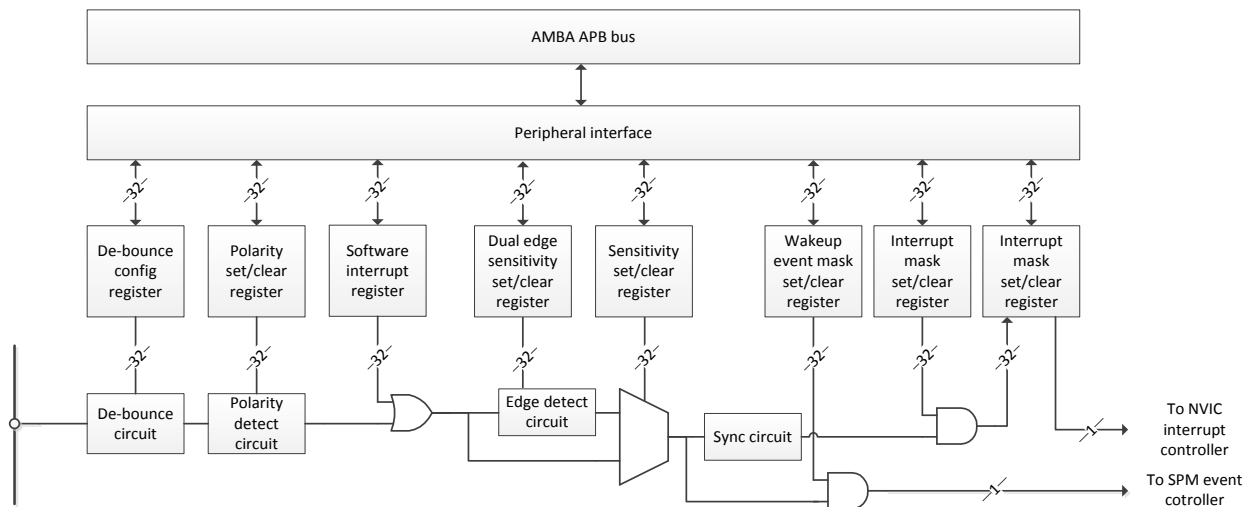 AMBA APB bus
Peripheral interface
-32-
-32-
-32-
-32-
-32-
-32-
-32-
-32-
De-bounce
config
register
Polarity
set/clear
register
Software
interrupt
register
Dual edge
sensitivity
set/clear
register
Sensitivity
set/clear
register
Wakeup
event mask
set/clear
register
Interrupt
mask
set/clear
register
Interrupt
mask
set/clear
register
-32-
-32-
-32-
-32-
-32-
-32-
-32-
-32-
De-bounce
circuit
Polarity
detect
circuit
Edge detect
circuit
Sync circuit
-1-
To NVIC
interrupt
controller
-1-
To SPM event
cotroller